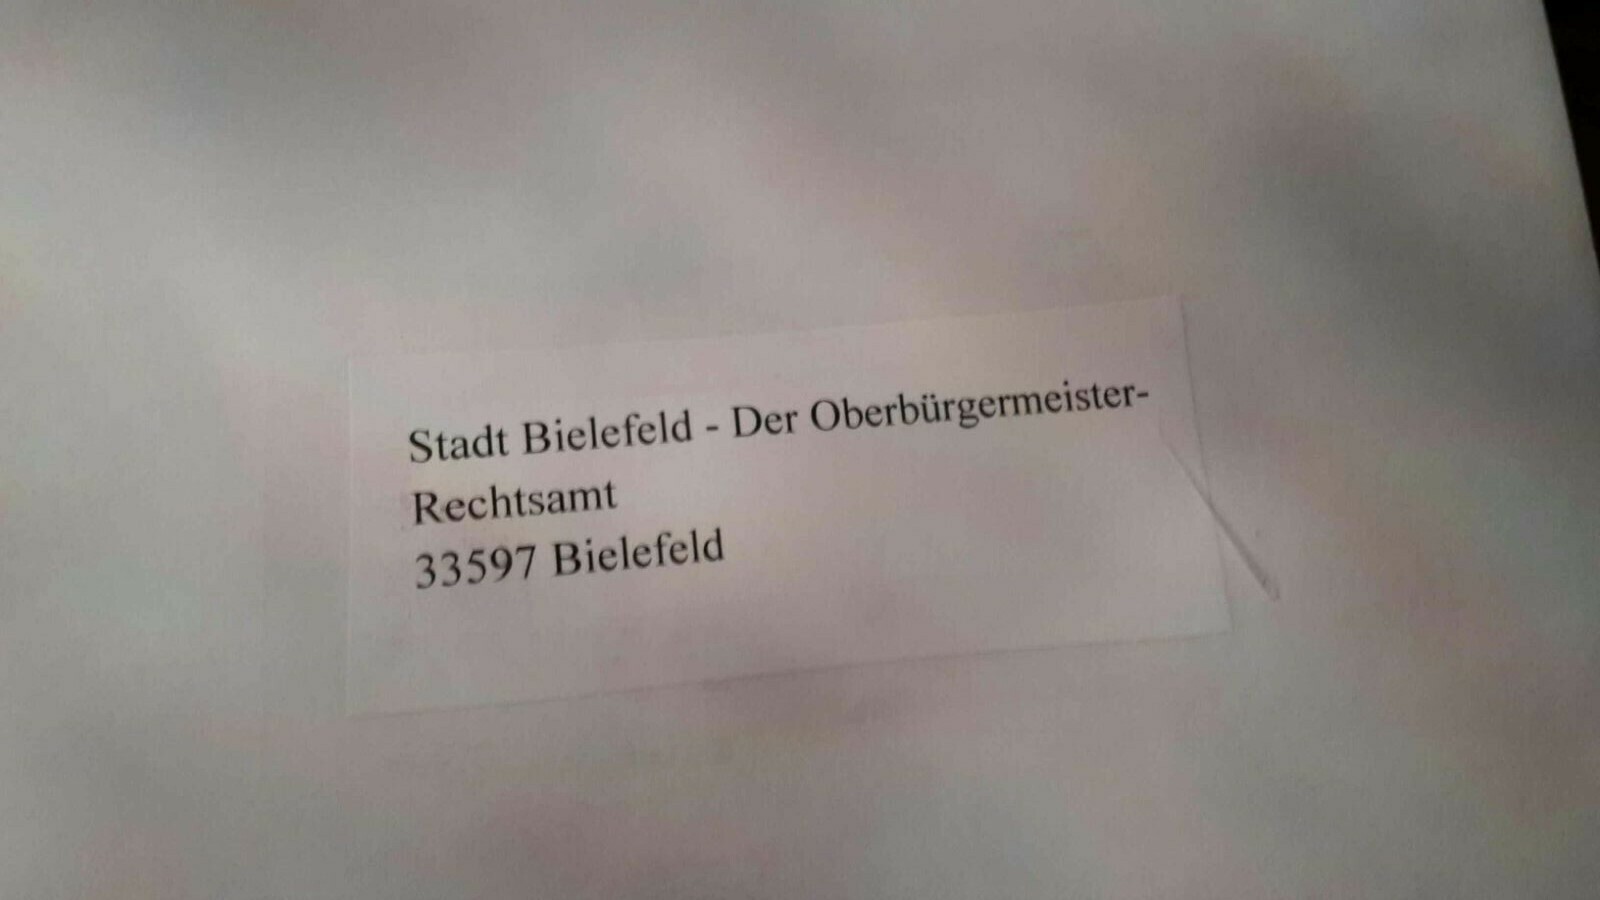 Stadt Bielefeld - Der Oberbürgermeister-
Rechtsamt
33597 Bielefeld